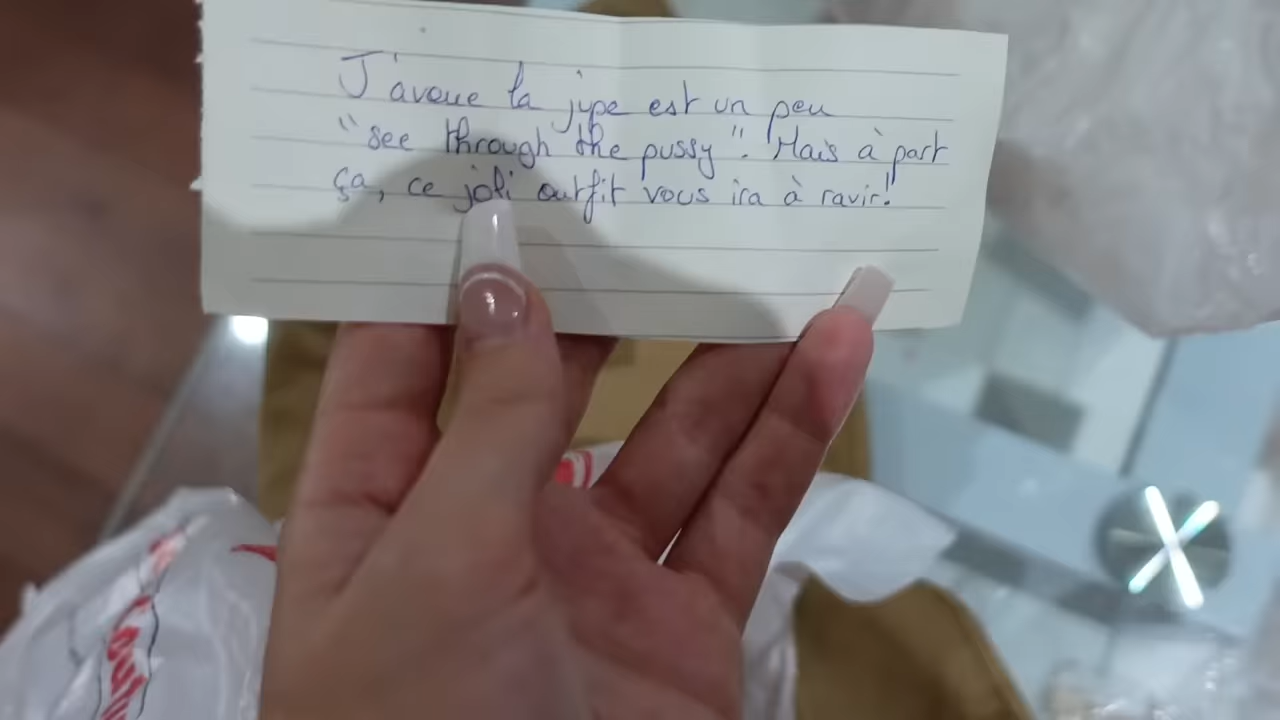 J'avoue la jupe est un peu
"see through the pussy". Mais à part
ça, ce joli outfit vous ira à ravir!